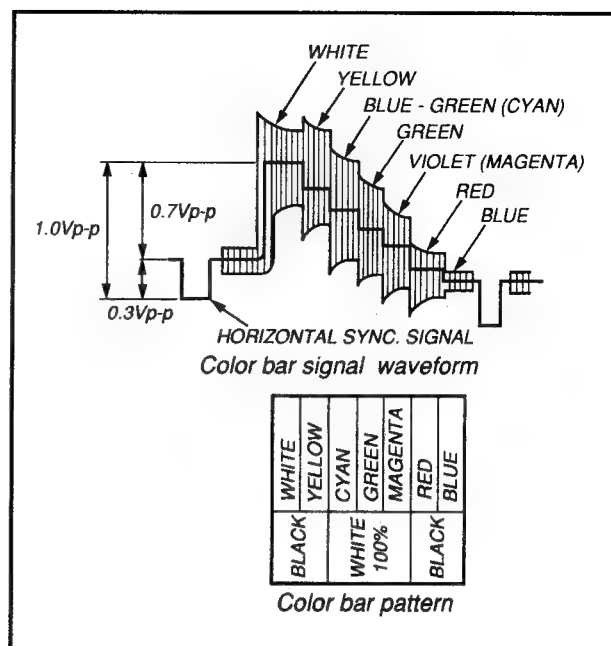 WHITE
YELLOW
BLUE - GREEN (CYAN)
GREEN
VIOLET (MAGENTA)
RED
BLUE
0.7Vp-p
1.0Vp-p
0.3Vp-p
HORIZONTAL SYNC. SIGNAL
Color bar signal waveform
WHITE
YELLOW
CYAN
GREEN
MAGENTA
RED
BLUE
BLACK
WHITE
100%
BLACK
Color bar pattern